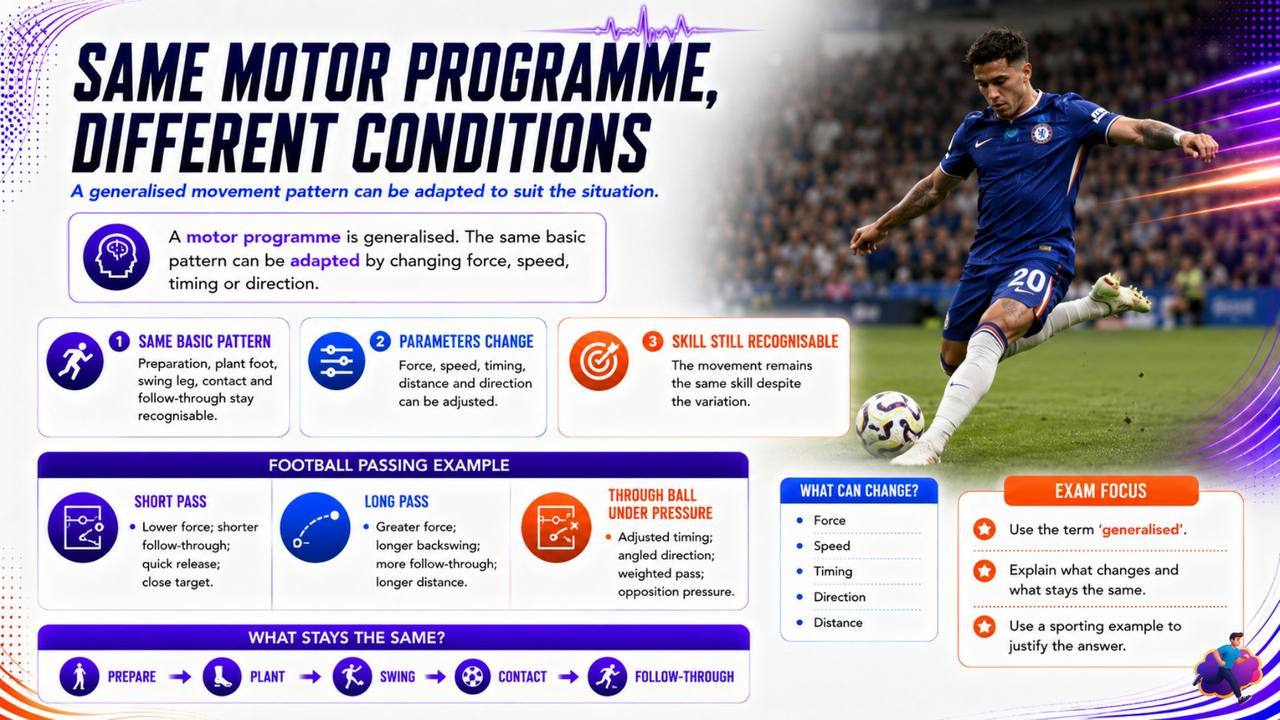 SAME MOTOR PROGRAMME,
DIFFERENT CONDITIONS
A generalised movement pattern can be adapted to suit the situation.
A motor programme is generalised. The same basic
pattern can be adapted by changing force, speed,
timing or direction.
1 SAME BASIC PATTERN
Preparation, plant foot,
swing leg, contact and
follow-through stay
recognisable.
2 PARAMETERS CHANGE
Force, speed, timing,
distance and direction
can be adjusted.
3 SKILL STILL RECOGNISABLE
The movement remains
the same skill despite
the variation.
20
FOOTBALL PASSING EXAMPLE
SHORT PASS
• Lower force; shorter
follow-through;
quick release;
close target.
LONG PASS
• Greater force;
longer backswing;
more follow-through;
longer distance.
THROUGH BALL
UNDER PRESSURE
• Adjusted timing;
angled direction;
weighted pass;
opposition pressure.
WHAT STAYS THE SAME?
PREPARE
PLANT
SWING
CONTACT
FOLLOW-THROUGH
WHAT CAN CHANGE?
• Force
• Speed
• Timing
• Direction
• Distance
EXAM FOCUS
Use the term ‘generalised’.
Explain what changes and
what stays the same.
Use a sporting example to
justify the answer.